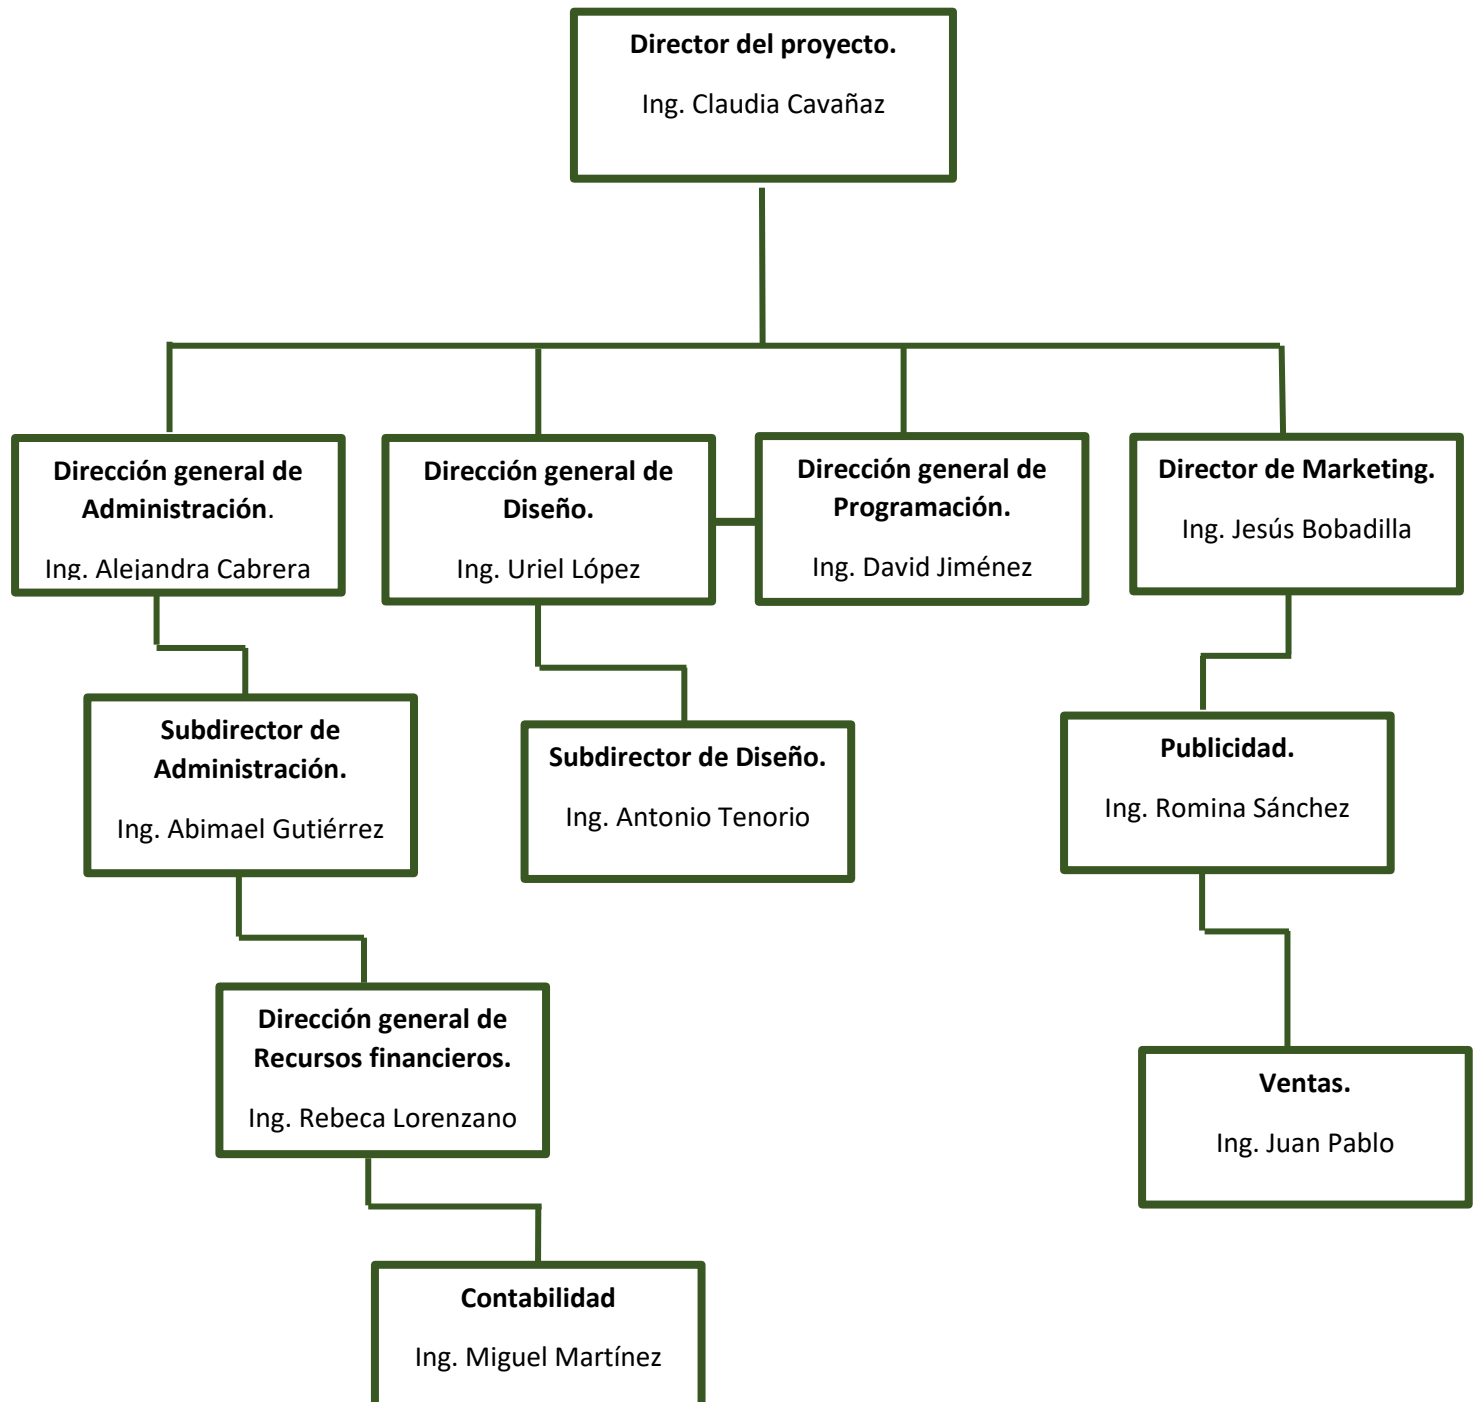 Director del proyecto.
Ing. Claudia Cavañaz
Dirección general de
Administración.
Ing. Alejandra Cabrera
Dirección general de
Diseño.
Ing. Uriel López
Dirección general de
Programación.
Ing. David Jiménez
Director de Marketing.
Ing. Jesús Bobadilla
Subdirector de
Administración.
Ing. Abimael Gutiérrez
Subdirector de Diseño.
Ing. Antonio Tenorio
Publicidad.
Ing. Romina Sánchez
Dirección general de
Recursos financieros.
Ing. Rebeca Lorenzano
Ventas.
Ing. Juan Pablo
Contabilidad
Ing. Miguel Martínez